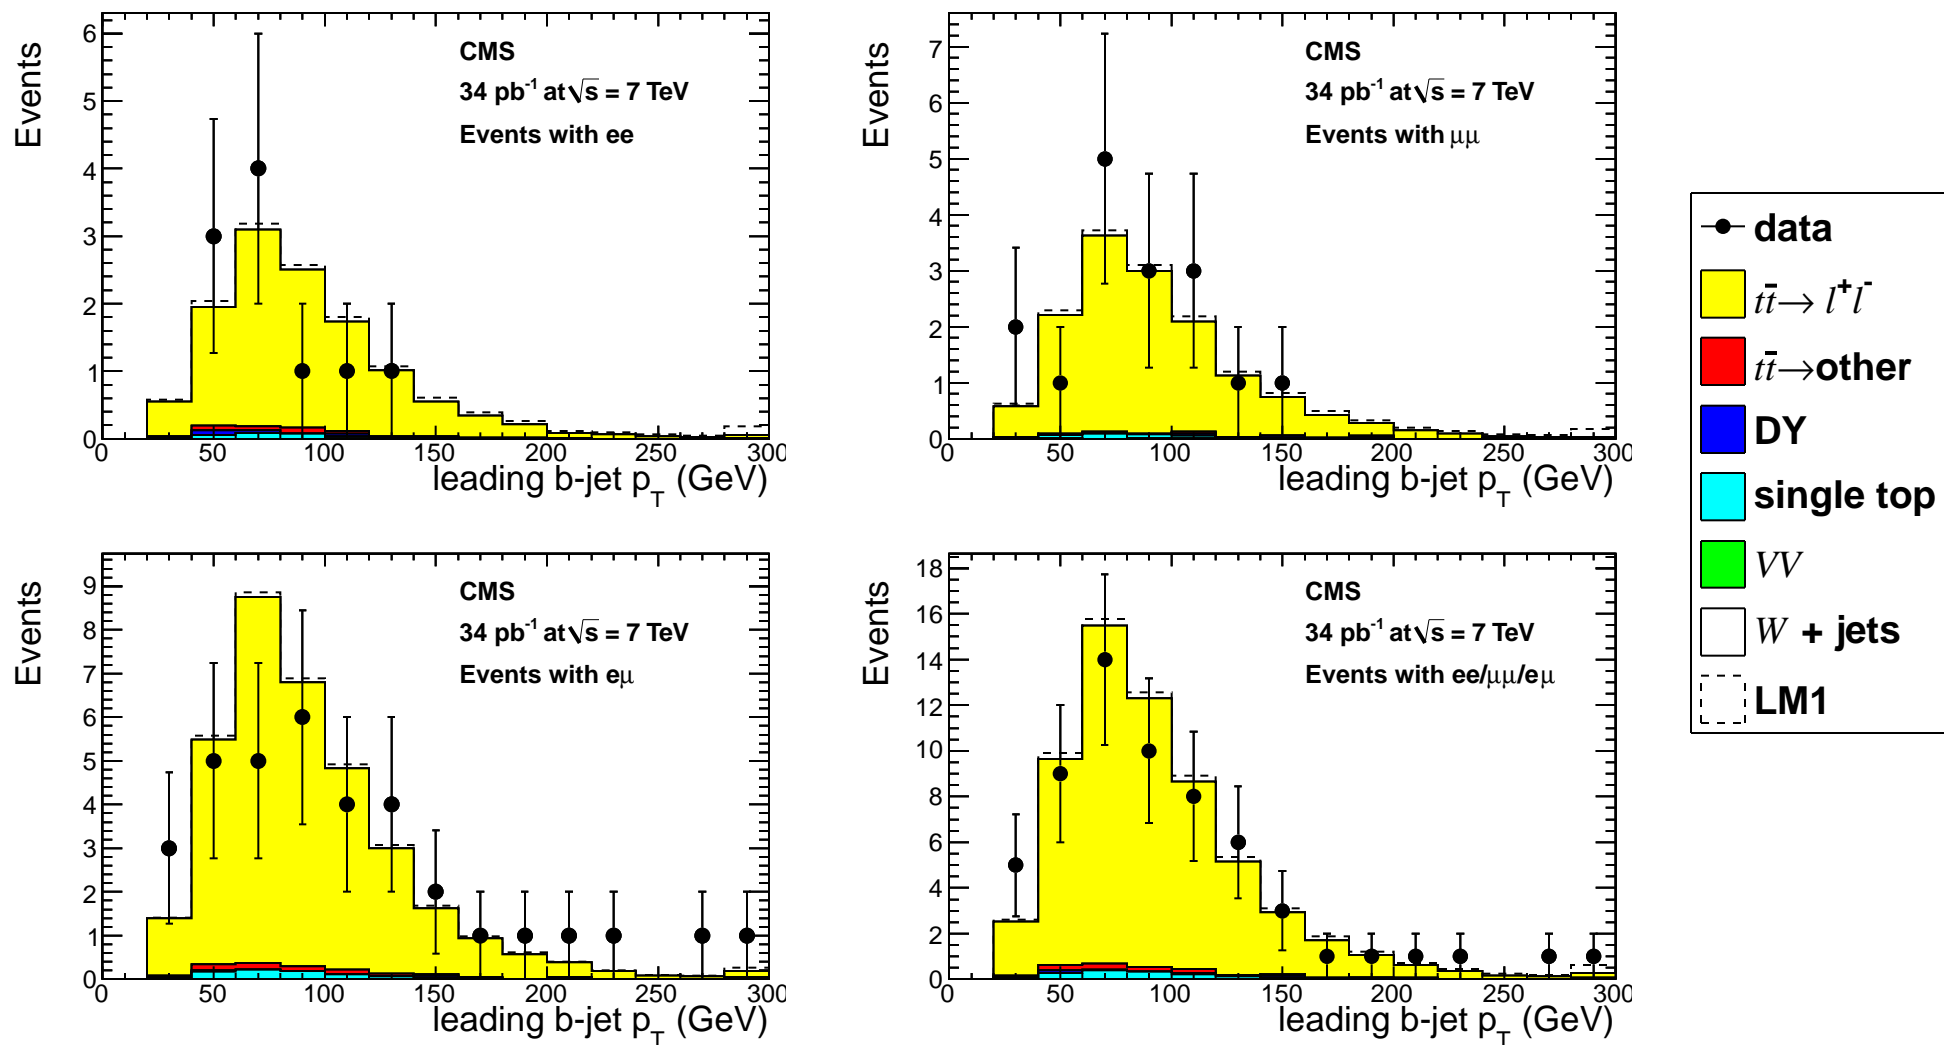 Events
6
5
4
3
2
1
0
CMS
34 pb⁻¹ at √s = 7 TeV
Events with ee
0 50 100 150 200 250 300
leading b-jet p_T (GeV)
Events
7
6
5
4
3
2
1
0
CMS
34 pb⁻¹ at √s = 7 TeV
Events with μμ
0 50 100 150 200 250 300
leading b-jet p_T (GeV)
Events
9
8
7
6
5
4
3
2
1
0
CMS
34 pb⁻¹ at √s = 7 TeV
Events with eμ
0 50 100 150 200 250 300
leading b-jet p_T (GeV)
Events
18
16
14
12
10
8
6
4
2
0
CMS
34 pb⁻¹ at √s = 7 TeV
Events with ee/μμ/eμ
0 50 100 150 200 250 300
leading b-jet p_T (GeV)
data
tt̄→ l⁺l⁻
tt̄→other
DY
single top
VV
W + jets
LM1